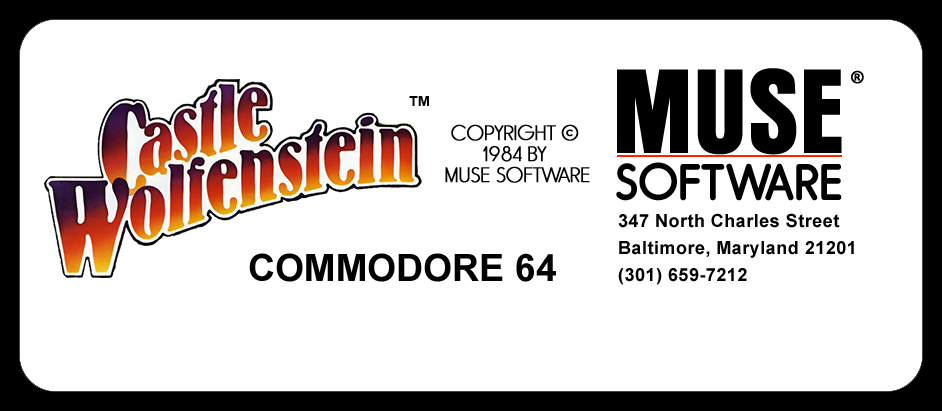 Castle
Wolfenstein
™
COPYRIGHT ©
1984 BY
MUSE SOFTWARE
COMMODORE 64
MUSE®
SOFTWARE
347 North Charles Street
Baltimore, Maryland 21201
(301) 659-7212